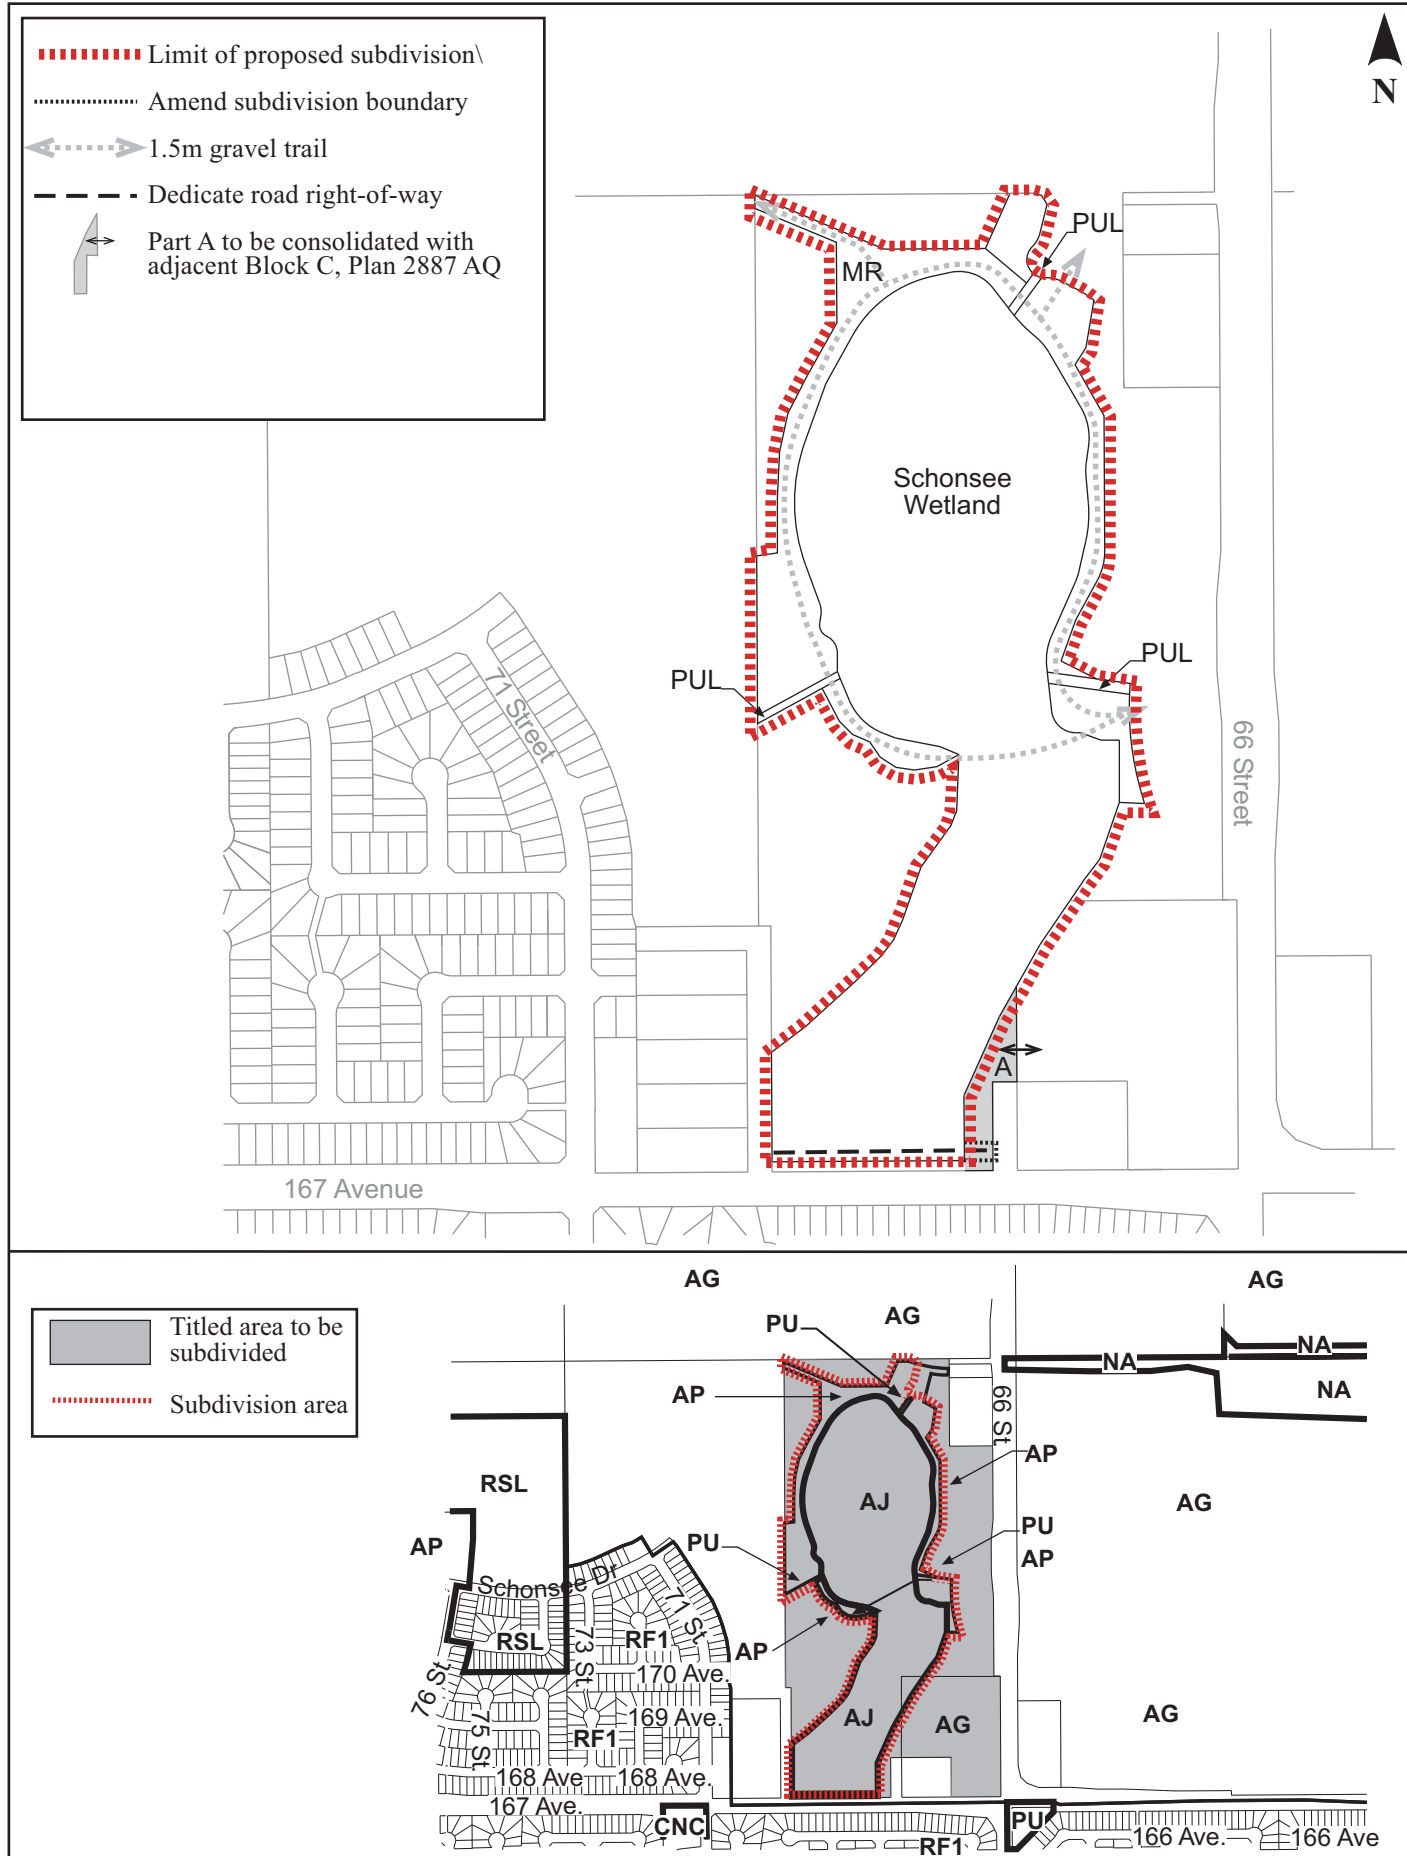 Limit of proposed subdivision\
Amend subdivision boundary
1.5m gravel trail
Dedicate road right-of-way
Part A to be consolidated with
adjacent Block C, Plan 2887 AQ
N
PUL
MR
Schonsee
Wetland
PUL
PUL
71 Street
66 Street
A
167 Avenue
Titled area to be
subdivided
Subdivision area
AG
AG
AG
PU
NA
NA
NA
AP
66 St
AP
RSL
AJ
AG
AP
PU
PU
AP
Schonsee Dr
71 St
RSL
73 St.
RF1
AP
170 Ave.
76 St
75 St.
169 Ave.
RF1
AJ
AG
AG
168 Ave
168 Ave.
167 Ave.
CNC
PU
RF1
166 Ave.
166 Ave